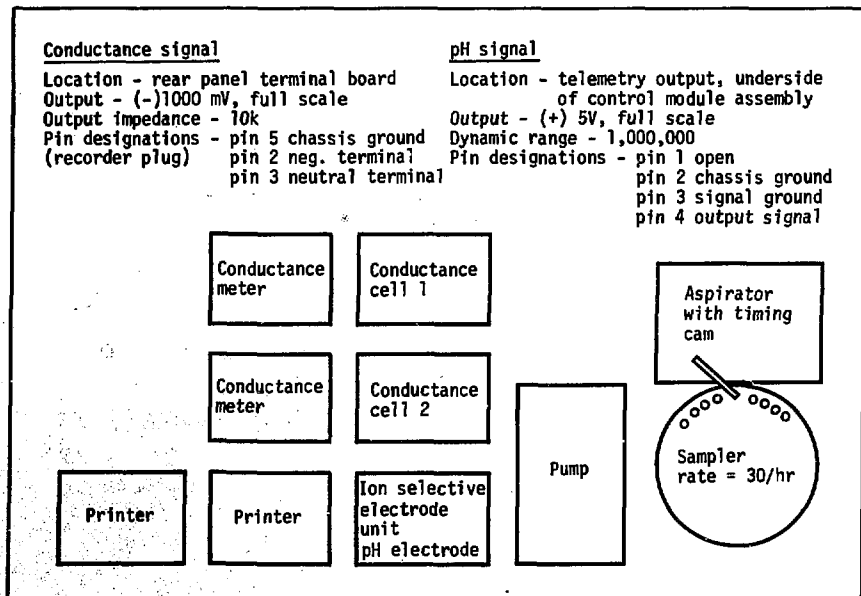 Conductance signal
Location - rear panel terminal board
Output - (-)1000 mV, full scale
Output impedance - 10k
Pin designations - pin 5 chassis ground
(recorder plug) pin 2 neg. terminal
pin 3 neutral terminal
pH signal
Location - telemetry output, underside
of control module assembly
Output - (+) 5V, full scale
Dynamic range - 1,000,000
Pin designations - pin 1 open
pin 2 chassis ground
pin 3 signal ground
pin 4 output signal
Conductance
meter
Conductance
cell 1
Aspirator
with timing
cam
Conductance
meter
Conductance
cell 2
Pump
Sampler
rate = 30/hr
Printer
Printer
Ion selective
electrode
unit
pH electrode